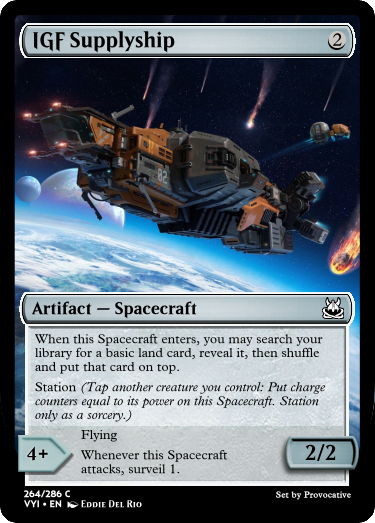 IGF Supplyship 2
Artifact — Spacecraft
When this Spacecraft enters, you may search your
library for a basic land card, reveal it, then shuffle
and put that card on top.
Station (Tap another creature you control: Put charge
counters equal to its power on this Spacecraft. Station
only as a sorcery.)
4+
Flying
Whenever this Spacecraft
attacks, surveil 1.
2/2
264/286 C
VYI • EN Eddie Del Rio
Set by Provocative